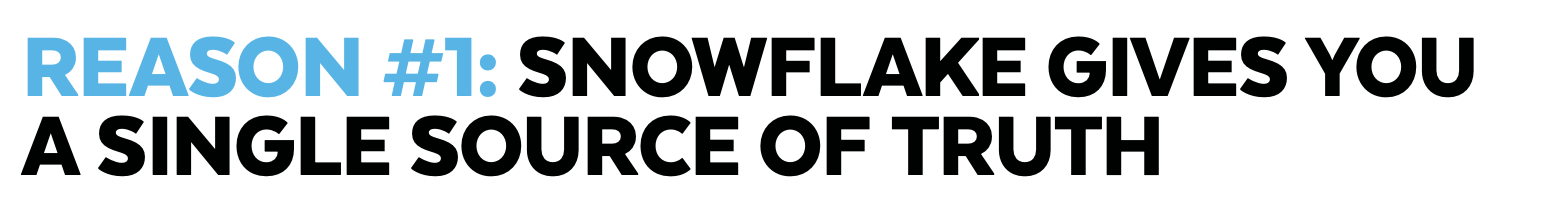 REASON #1: SNOWFLAKE GIVES YOU
A SINGLE SOURCE OF TRUTH